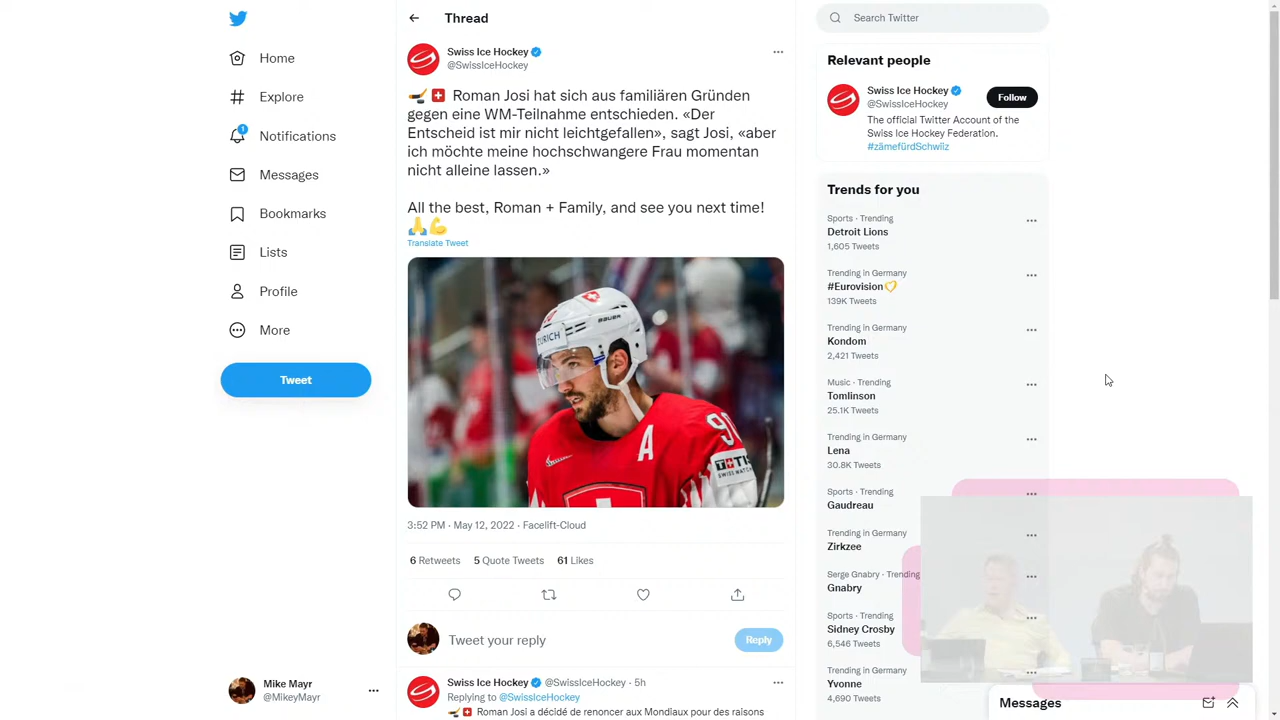 Home
Explore
1
Notifications
Messages
Bookmarks
Lists
Profile
More
Tweet
Mike Mayr
@MikeyMayr
Thread
Swiss Ice Hockey
@SwissIceHockey
Roman Josi hat sich aus familiären Gründen
gegen eine WM-Teilnahme entschieden. «Der
Entscheid ist mir nicht leichtgefallen», sagt Josi, «aber
ich möchte meine hochschwangere Frau momentan
nicht alleine lassen.»
All the best, Roman + Family, and see you next time!
Translate Tweet
ZURICH
BAUER
A
90
TISSOT
SWISS WATCH
3:52 PM · May 12, 2022 · Facelift-Cloud
6 Retweets 5 Quote Tweets 61 Likes
Tweet your reply
Reply
Swiss Ice Hockey @SwissIceHockey · 5h
Replying to @SwissIceHockey
Roman Josi a décidé de renoncer aux Mondiaux pour des raisons
Search Twitter
Relevant people
Swiss Ice Hockey
@SwissIceHockey
Follow
The official Twitter Account of the
Swiss Ice Hockey Federation.
#zämefürdSchwiiz
Trends for you
Sports · Trending
Detroit Lions
1,605 Tweets
Trending in Germany
#Eurovision
139K Tweets
Trending in Germany
Kondom
2,421 Tweets
Music · Trending
Tomlinson
25.1K Tweets
Trending in Germany
Lena
30.8K Tweets
Sports · Trending
Gaudreau
Trending in Germany
Zirkzee
Serge Gnabry · Trending
Gnabry
Sports · Trending
Sidney Crosby
6,546 Tweets
Trending in Germany
Yvonne
4,690 Tweets
Messages